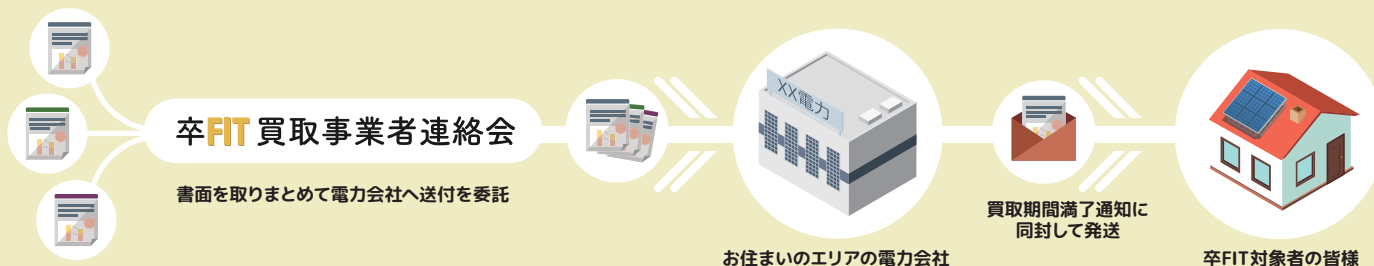 卒FIT 買取事業者連絡会
書面を取りまとめて電力会社へ送付を委託
XX電力
お住まいのエリアの電力会社
買取期間満了通知に
同封して発送
卒FIT対象者の皆様